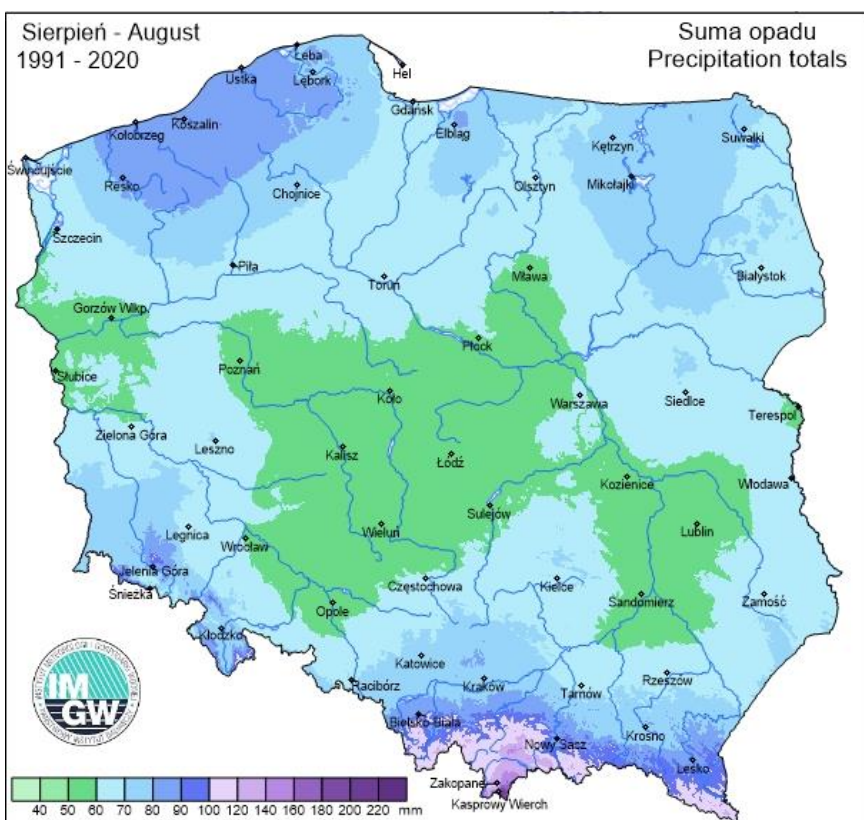 Sierpień - August
1991 - 2020
Suma opadu
Precipitation totals
Łeba
Hel
Ustka
Lębork
Gdańsk
Kołobrzeg
Koszalin
Elbląg
Suwałki
Kętrzyn
Świnoujście
Resko
Chojnice
Olsztyn
Mikołajki
Szczecin
Piła
Toruń
Mława
Białystok
Gorzów Wlkp.
Płock
Słubice
Poznań
Koło
Warszawa
Siedlce
Terespol
Zielona Góra
Leszno
Kalisz
Łódź
Kozienice
Włodawa
Sulejów
Legnica
Wrocław
Wieluń
Lublin
Jelenia Góra
Śnieżka
Częstochowa
Kielce
Opole
Sandomierz
Zamość
Kłodzko
Katowice
Racibórz
Kraków
Tarnów
Rzeszów
Bielsko-Biała
Nowy Sącz
Krosno
Lesko
Zakopane
Kasprowy Wierch
IM
GW
40 50 60 70 80 90 100 120 140 160 180 200 220 mm